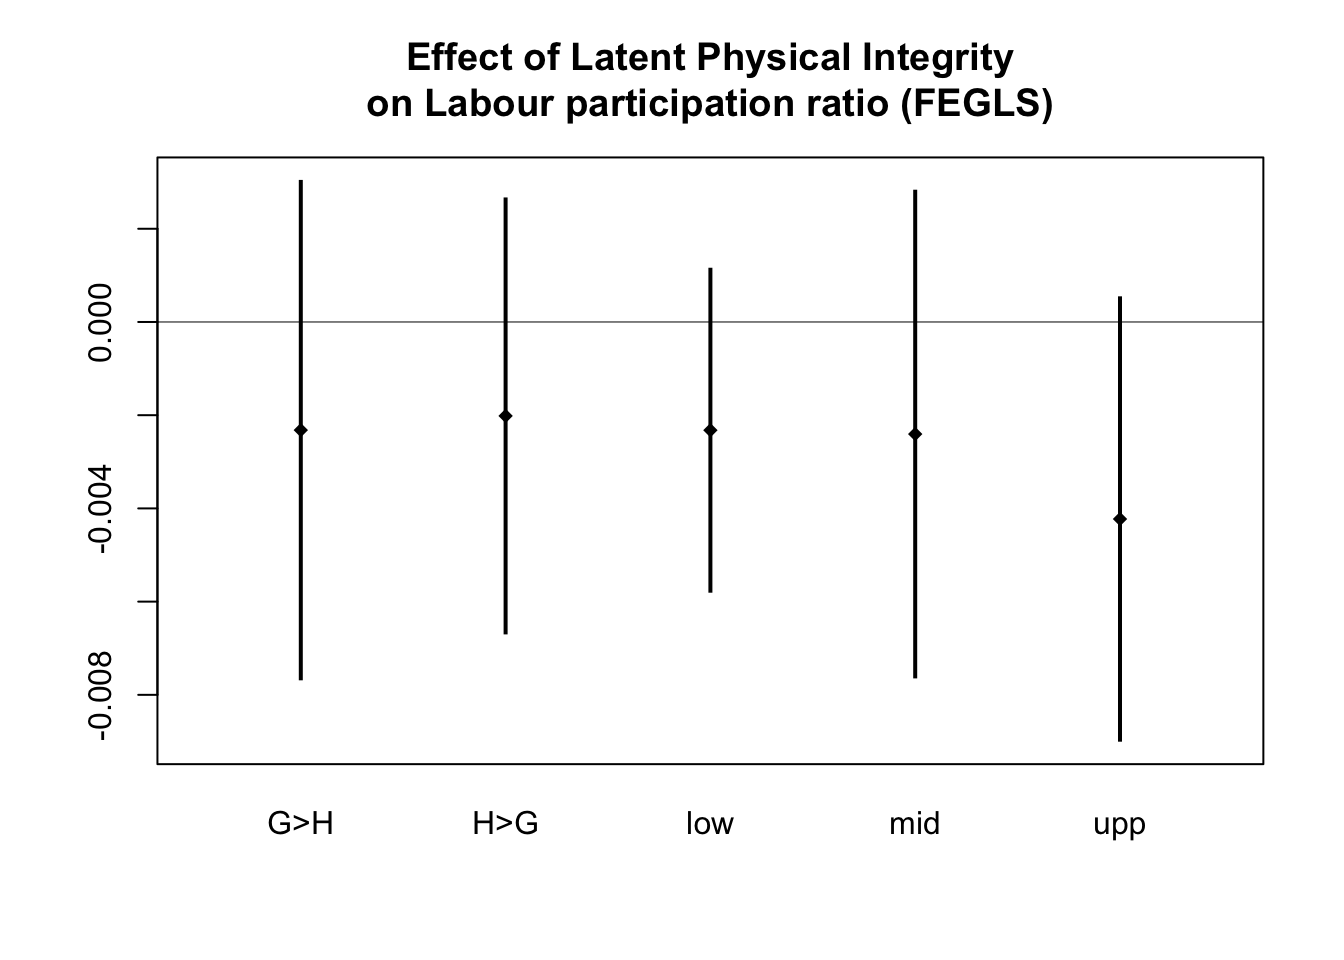 Effect of Latent Physical Integrity
on Labour participation ratio (FEGLS)
0.000
-0.004
-0.008
G>H H>G low mid upp